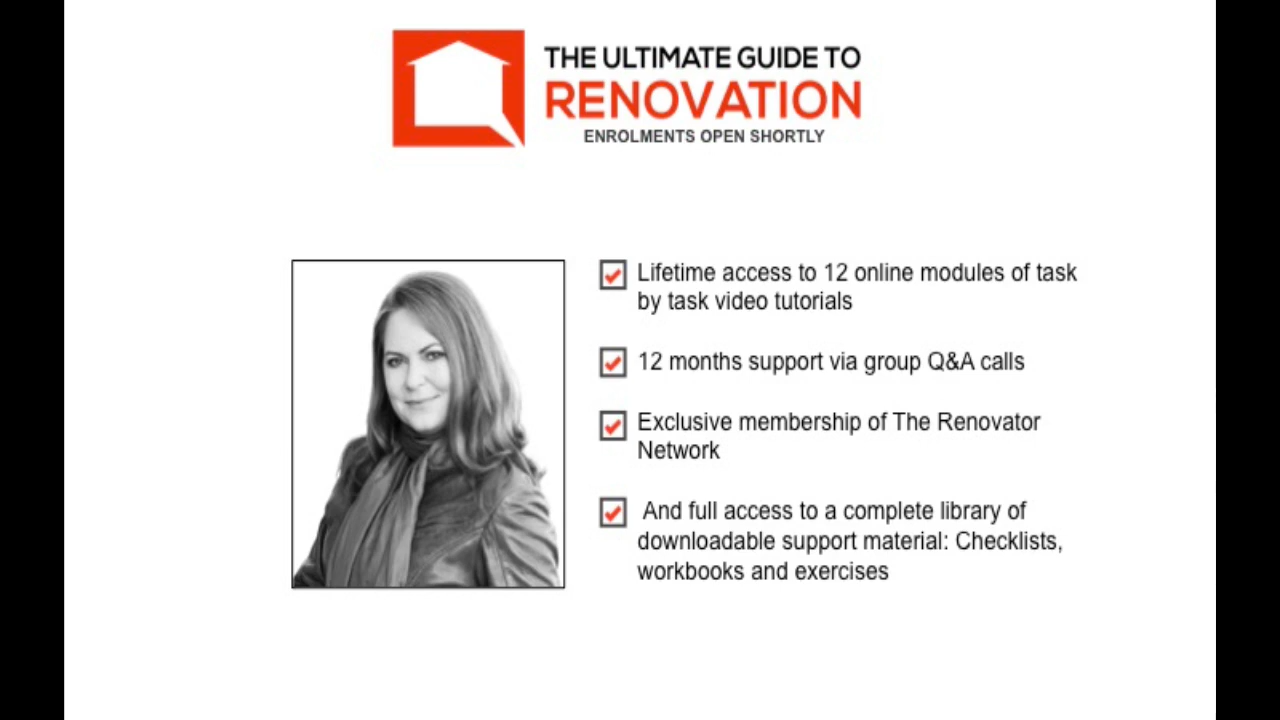 THE ULTIMATE GUIDE TO
RENOVATION
ENROLMENTS OPEN SHORTLY
Lifetime access to 12 online modules of task
by task video tutorials
12 months support via group Q&A calls
Exclusive membership of The Renovator
Network
And full access to a complete library of
downloadable support material: Checklists,
workbooks and exercises